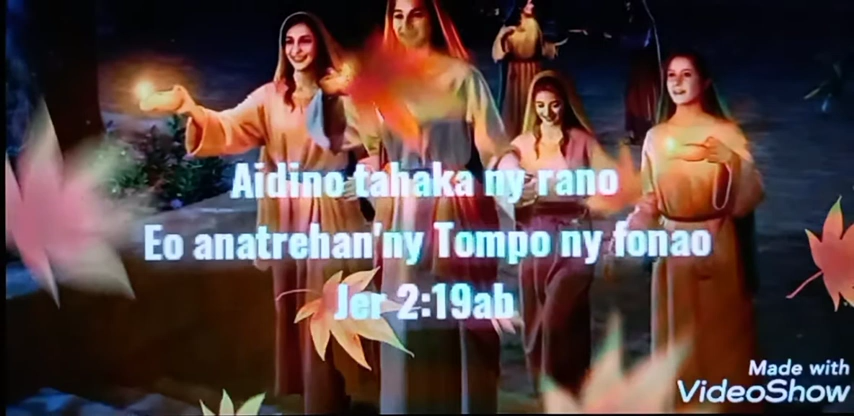 Aidino tahaka ny rano
Eo anatrehan'ny Tompo ny fonao
Jer 2:19ab
Made with
VideoShow